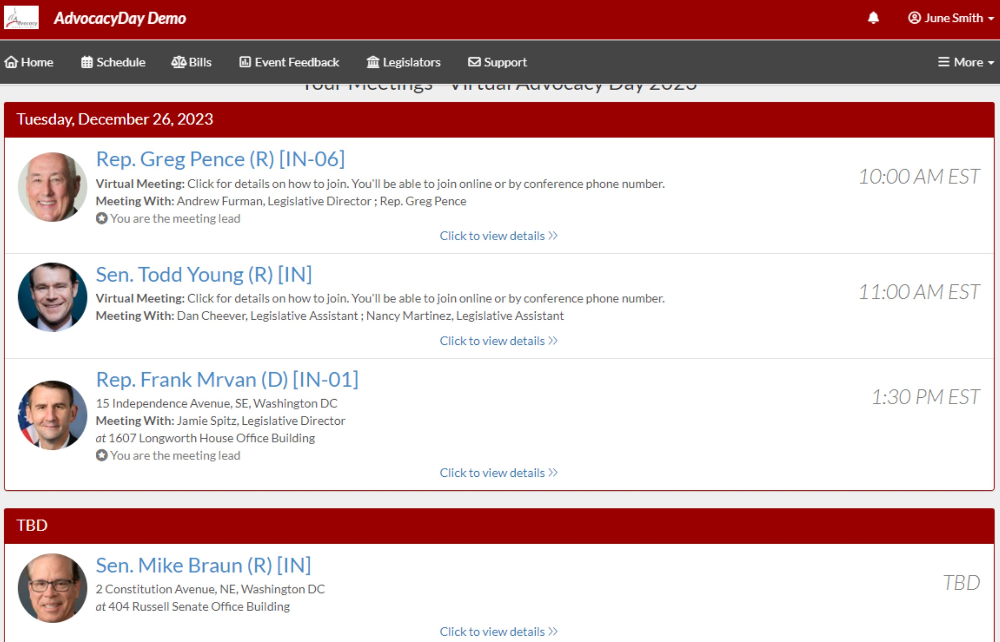 Advocacy
AdvocacyDay Demo
June Smith
Home Schedule Bills Event Feedback Legislators Support More
Your Meetings Virtual Advocacy Day 2023
Tuesday, December 26, 2023
Rep. Greg Pence (R) [IN-06]
10:00 AM EST
Virtual Meeting: Click for details on how to join. You'll be able to join online or by conference phone number.
Meeting With: Andrew Furman, Legislative Director ; Rep. Greg Pence
You are the meeting lead
Click to view details
Sen. Todd Young (R) [IN]
11:00 AM EST
Virtual Meeting: Click for details on how to join. You'll be able to join online or by conference phone number.
Meeting With: Dan Cheever, Legislative Assistant ; Nancy Martinez, Legislative Assistant
Click to view details
Rep. Frank Mrvan (D) [IN-01]
1:30 PM EST
15 Independence Avenue, SE, Washington DC
Meeting With: Jamie Spitz, Legislative Director
at 1607 Longworth House Office Building
You are the meeting lead
Click to view details
TBD
Sen. Mike Braun (R) [IN]
TBD
2 Constitution Avenue, NE, Washington DC
at 404 Russell Senate Office Building
Click to view details